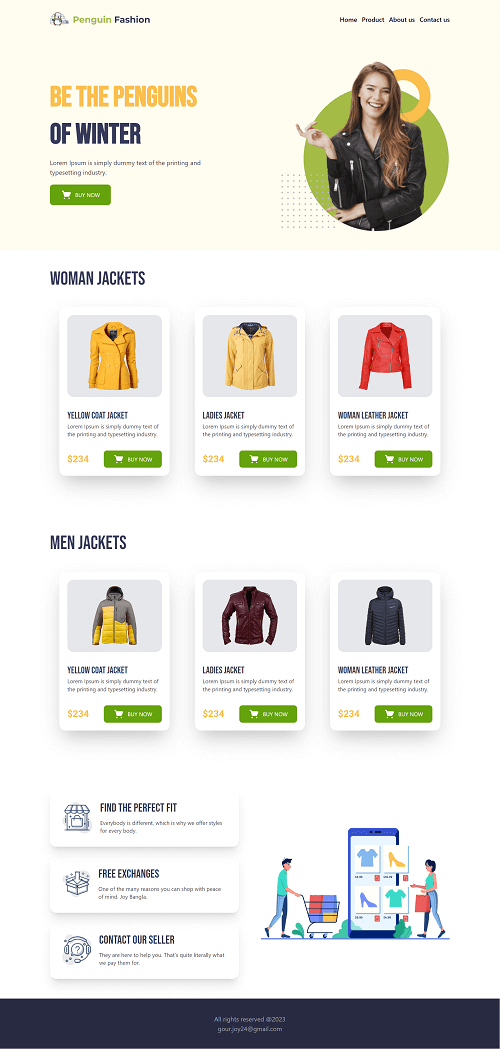 Penguin Fashion
Home Product About us Contact us
BE THE PENGUINS
OF WINTER
Lorem Ipsum is simply dummy text of the printing and
typesetting industry.
BUY NOW
WOMAN JACKETS
YELLOW COAT JACKET
Lorem Ipsum is simply dummy text of
the printing and typesetting industry.
$234 BUY NOW
LADIES JACKET
Lorem Ipsum is simply dummy text of
the printing and typesetting industry.
$234 BUY NOW
WOMAN LEATHER JACKET
Lorem Ipsum is simply dummy text of
the printing and typesetting industry.
$234 BUY NOW
MEN JACKETS
YELLOW COAT JACKET
Lorem Ipsum is simply dummy text of
the printing and typesetting industry.
$234 BUY NOW
LADIES JACKET
Lorem Ipsum is simply dummy text of
the printing and typesetting industry.
$234 BUY NOW
WOMAN LEATHER JACKET
Lorem Ipsum is simply dummy text of
the printing and typesetting industry.
$234 BUY NOW
FIND THE PERFECT FIT
Everybody is different, which is why we offer styles
for every body.
FREE EXCHANGES
One of the many reasons you can shop with peace
of mind. Joy Bangla.
CONTACT OUR SELLER
They are here to help you. That's quite literally what
we pay them for.
All rights reserved @2023
gour.joy24@gmail.com